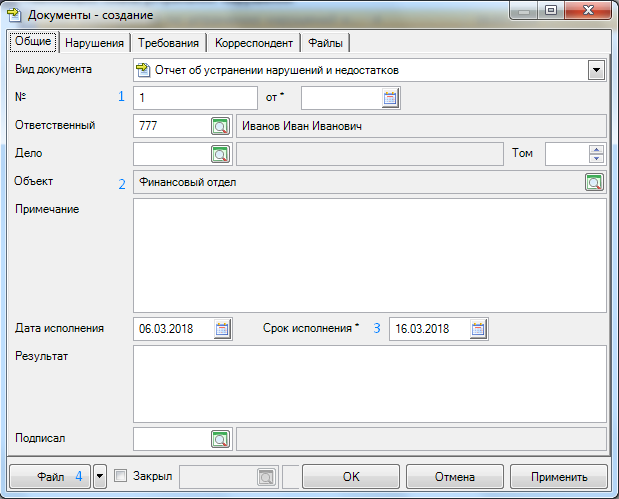 Документы - создание
Общие Нарушения Требования Корреспондент Файлы
Вид документа Отчет об устранении нарушений и недостатков
№ 1 1 от *
Ответственный 777 Иванов Иван Иванович
Дело Том
Объект 2 Финансовый отдел
Примечание
Дата исполнения 06.03.2018 Срок исполнения * 3 16.03.2018
Результат
Подписал
Файл 4 Закрыл OK Отмена Применить